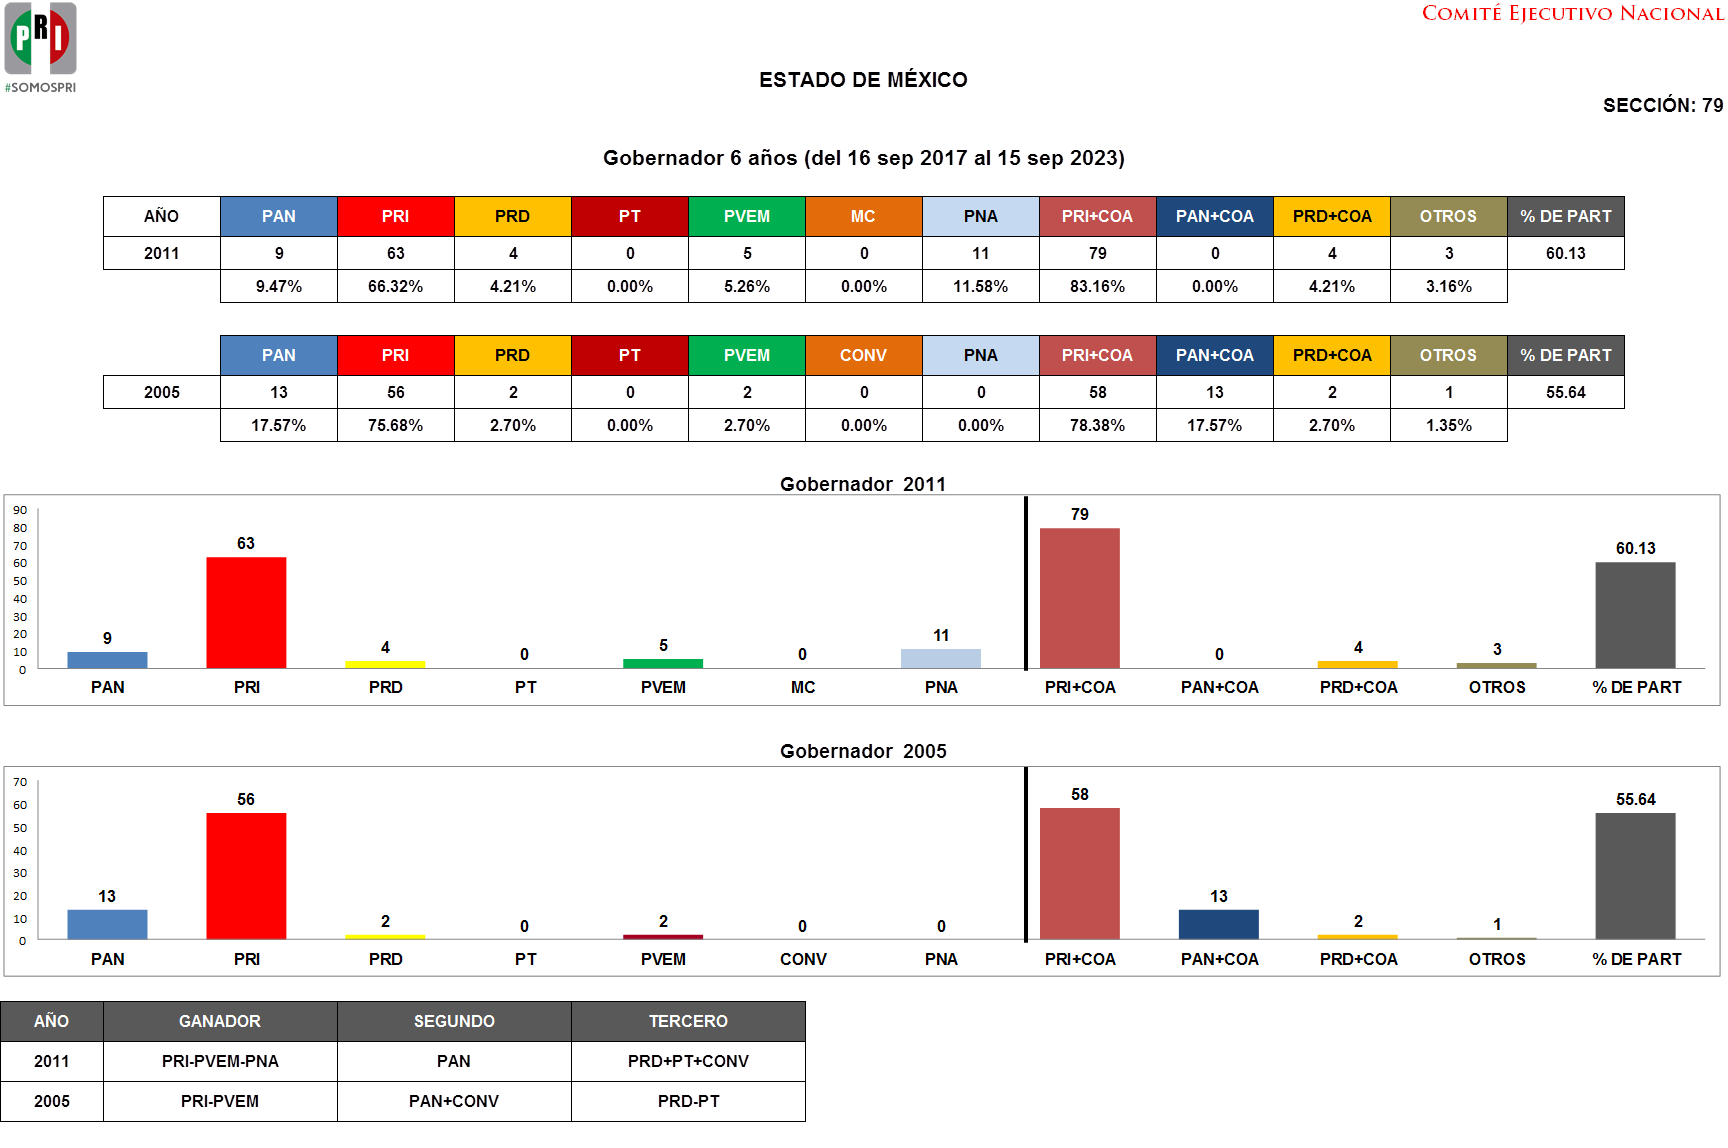 PRI
#SOMOSPRI
COMITÉ EJECUTIVO NACIONAL
ESTADO DE MÉXICO
SECCIÓN: 79
Gobernador 6 años (del 16 sep 2017 al 15 sep 2023)
AÑO PAN PRI PRD PT PVEM MC PNA PRI+COA PAN+COA PRD+COA OTROS % DE PART
2011 9 63 4 0 5 0 11 79 0 4 3 60.13
9.47% 66.32% 4.21% 0.00% 5.26% 0.00% 11.58% 83.16% 0.00% 4.21% 3.16%
PAN PRI PRD PT PVEM CONV PNA PRI+COA PAN+COA PRD+COA OTROS % DE PART
2005 13 56 2 0 2 0 0 58 13 2 1 55.64
17.57% 75.68% 2.70% 0.00% 2.70% 0.00% 0.00% 78.38% 17.57% 2.70% 1.35%
Gobernador 2011
90
80
70
60
50
40
30
20
10
0
9 63 4 0 5 0 11 79 0 4 3 60.13
PAN PRI PRD PT PVEM MC PNA PRI+COA PAN+COA PRD+COA OTROS % DE PART
Gobernador 2005
70
60
50
40
30
20
10
0
13 56 2 0 2 0 0 58 13 2 1 55.64
PAN PRI PRD PT PVEM CONV PNA PRI+COA PAN+COA PRD+COA OTROS % DE PART
AÑO GANADOR SEGUNDO TERCERO
2011 PRI-PVEM-PNA PAN PRD+PT+CONV
2005 PRI-PVEM PAN+CONV PRD-PT